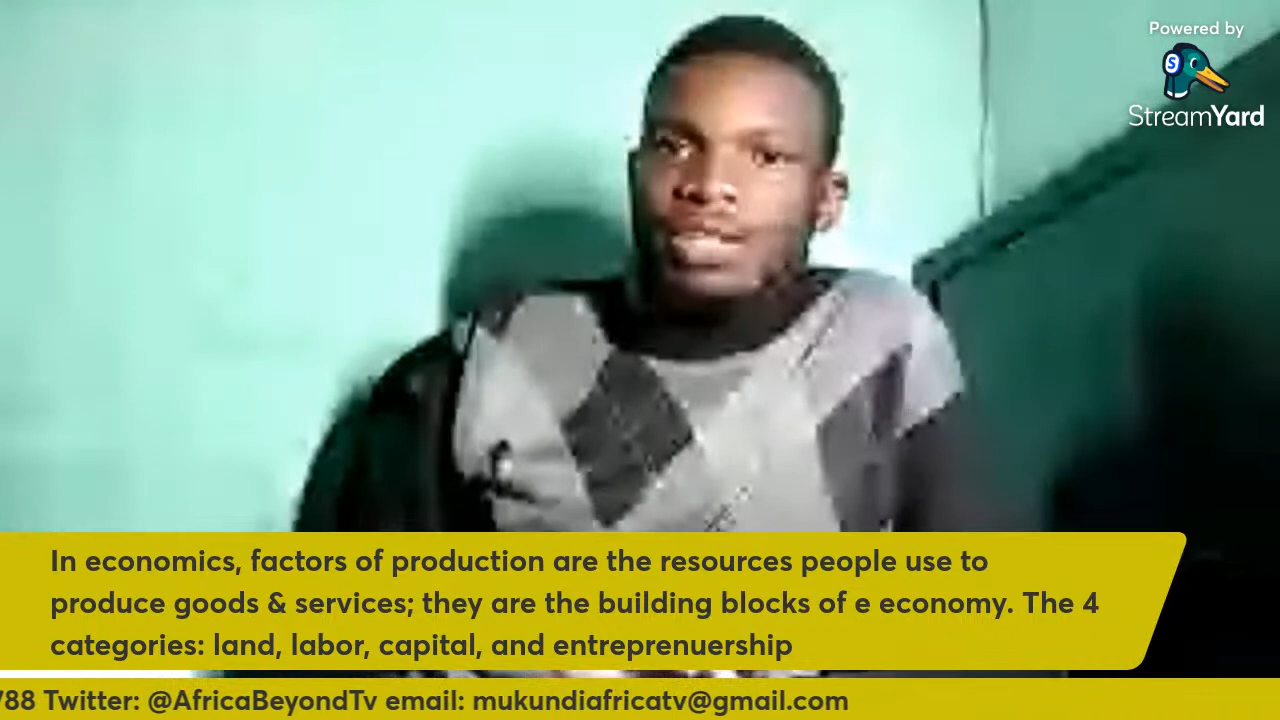 Powered by
StreamYard
In economics, factors of production are the resources people use to
produce goods & services; they are the building blocks of e economy. The 4
categories: land, labor, capital, and entreprenuership
788 Twitter: @AfricaBeyondTv email: mukundiafricatv@gmail.com